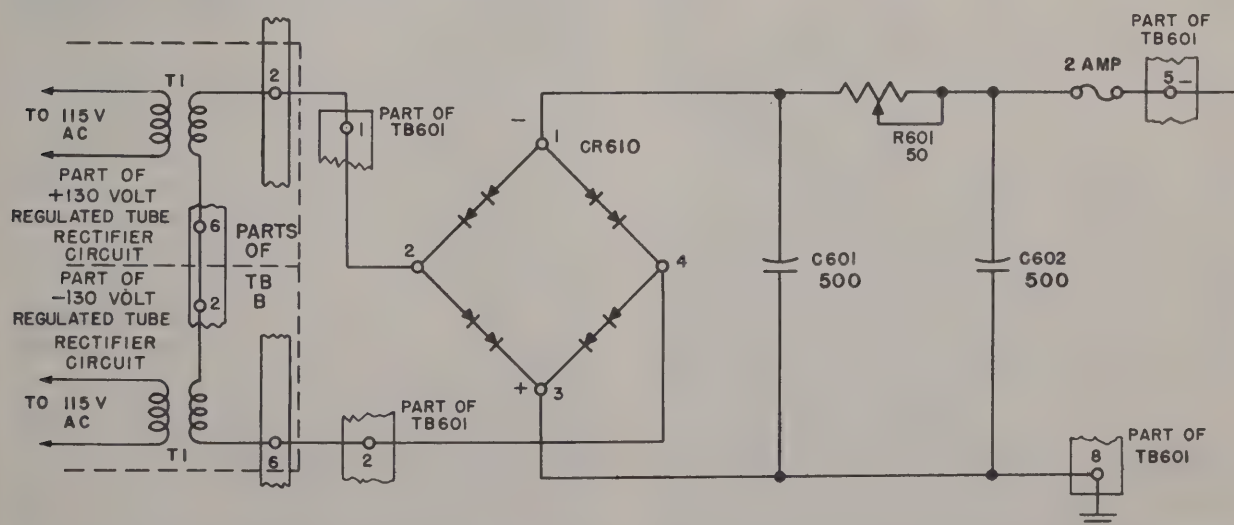 PART OF
TB601
5 –
2 AMP
T1
2
TO 115 V
AC
PART OF
TB601
1
–
1
CR610
R601
50
PART OF
+130 VOLT
REGULATED TUBE
RECTIFIER
CIRCUIT
6
PARTS
OF
TB
B
2
4
C601
500
C602
500
PART OF
–130 VOLT
REGULATED TUBE
RECTIFIER
CIRCUIT
2
+
3
TO 115 V
AC
T1
6
PART OF
TB601
2
PART OF
TB601
8